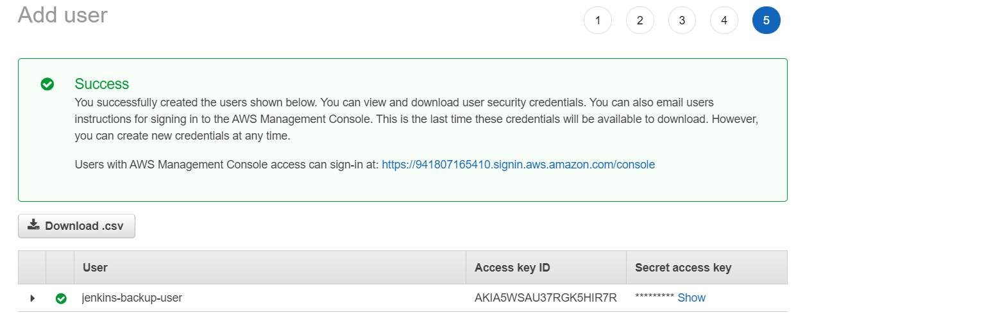 Add user
1 2 3 4 5
Success
You successfully created the users shown below. You can view and download user security credentials. You can also email users
instructions for signing in to the AWS Management Console. This is the last time these credentials will be available to download. However,
you can create new credentials at any time.
Users with AWS Management Console access can sign-in at: https://941807165410.signin.aws.amazon.com/console
Download .csv
User Access key ID Secret access key
jenkins-backup-user AKIA5WSAU37RGK5HIR7R ********* Show